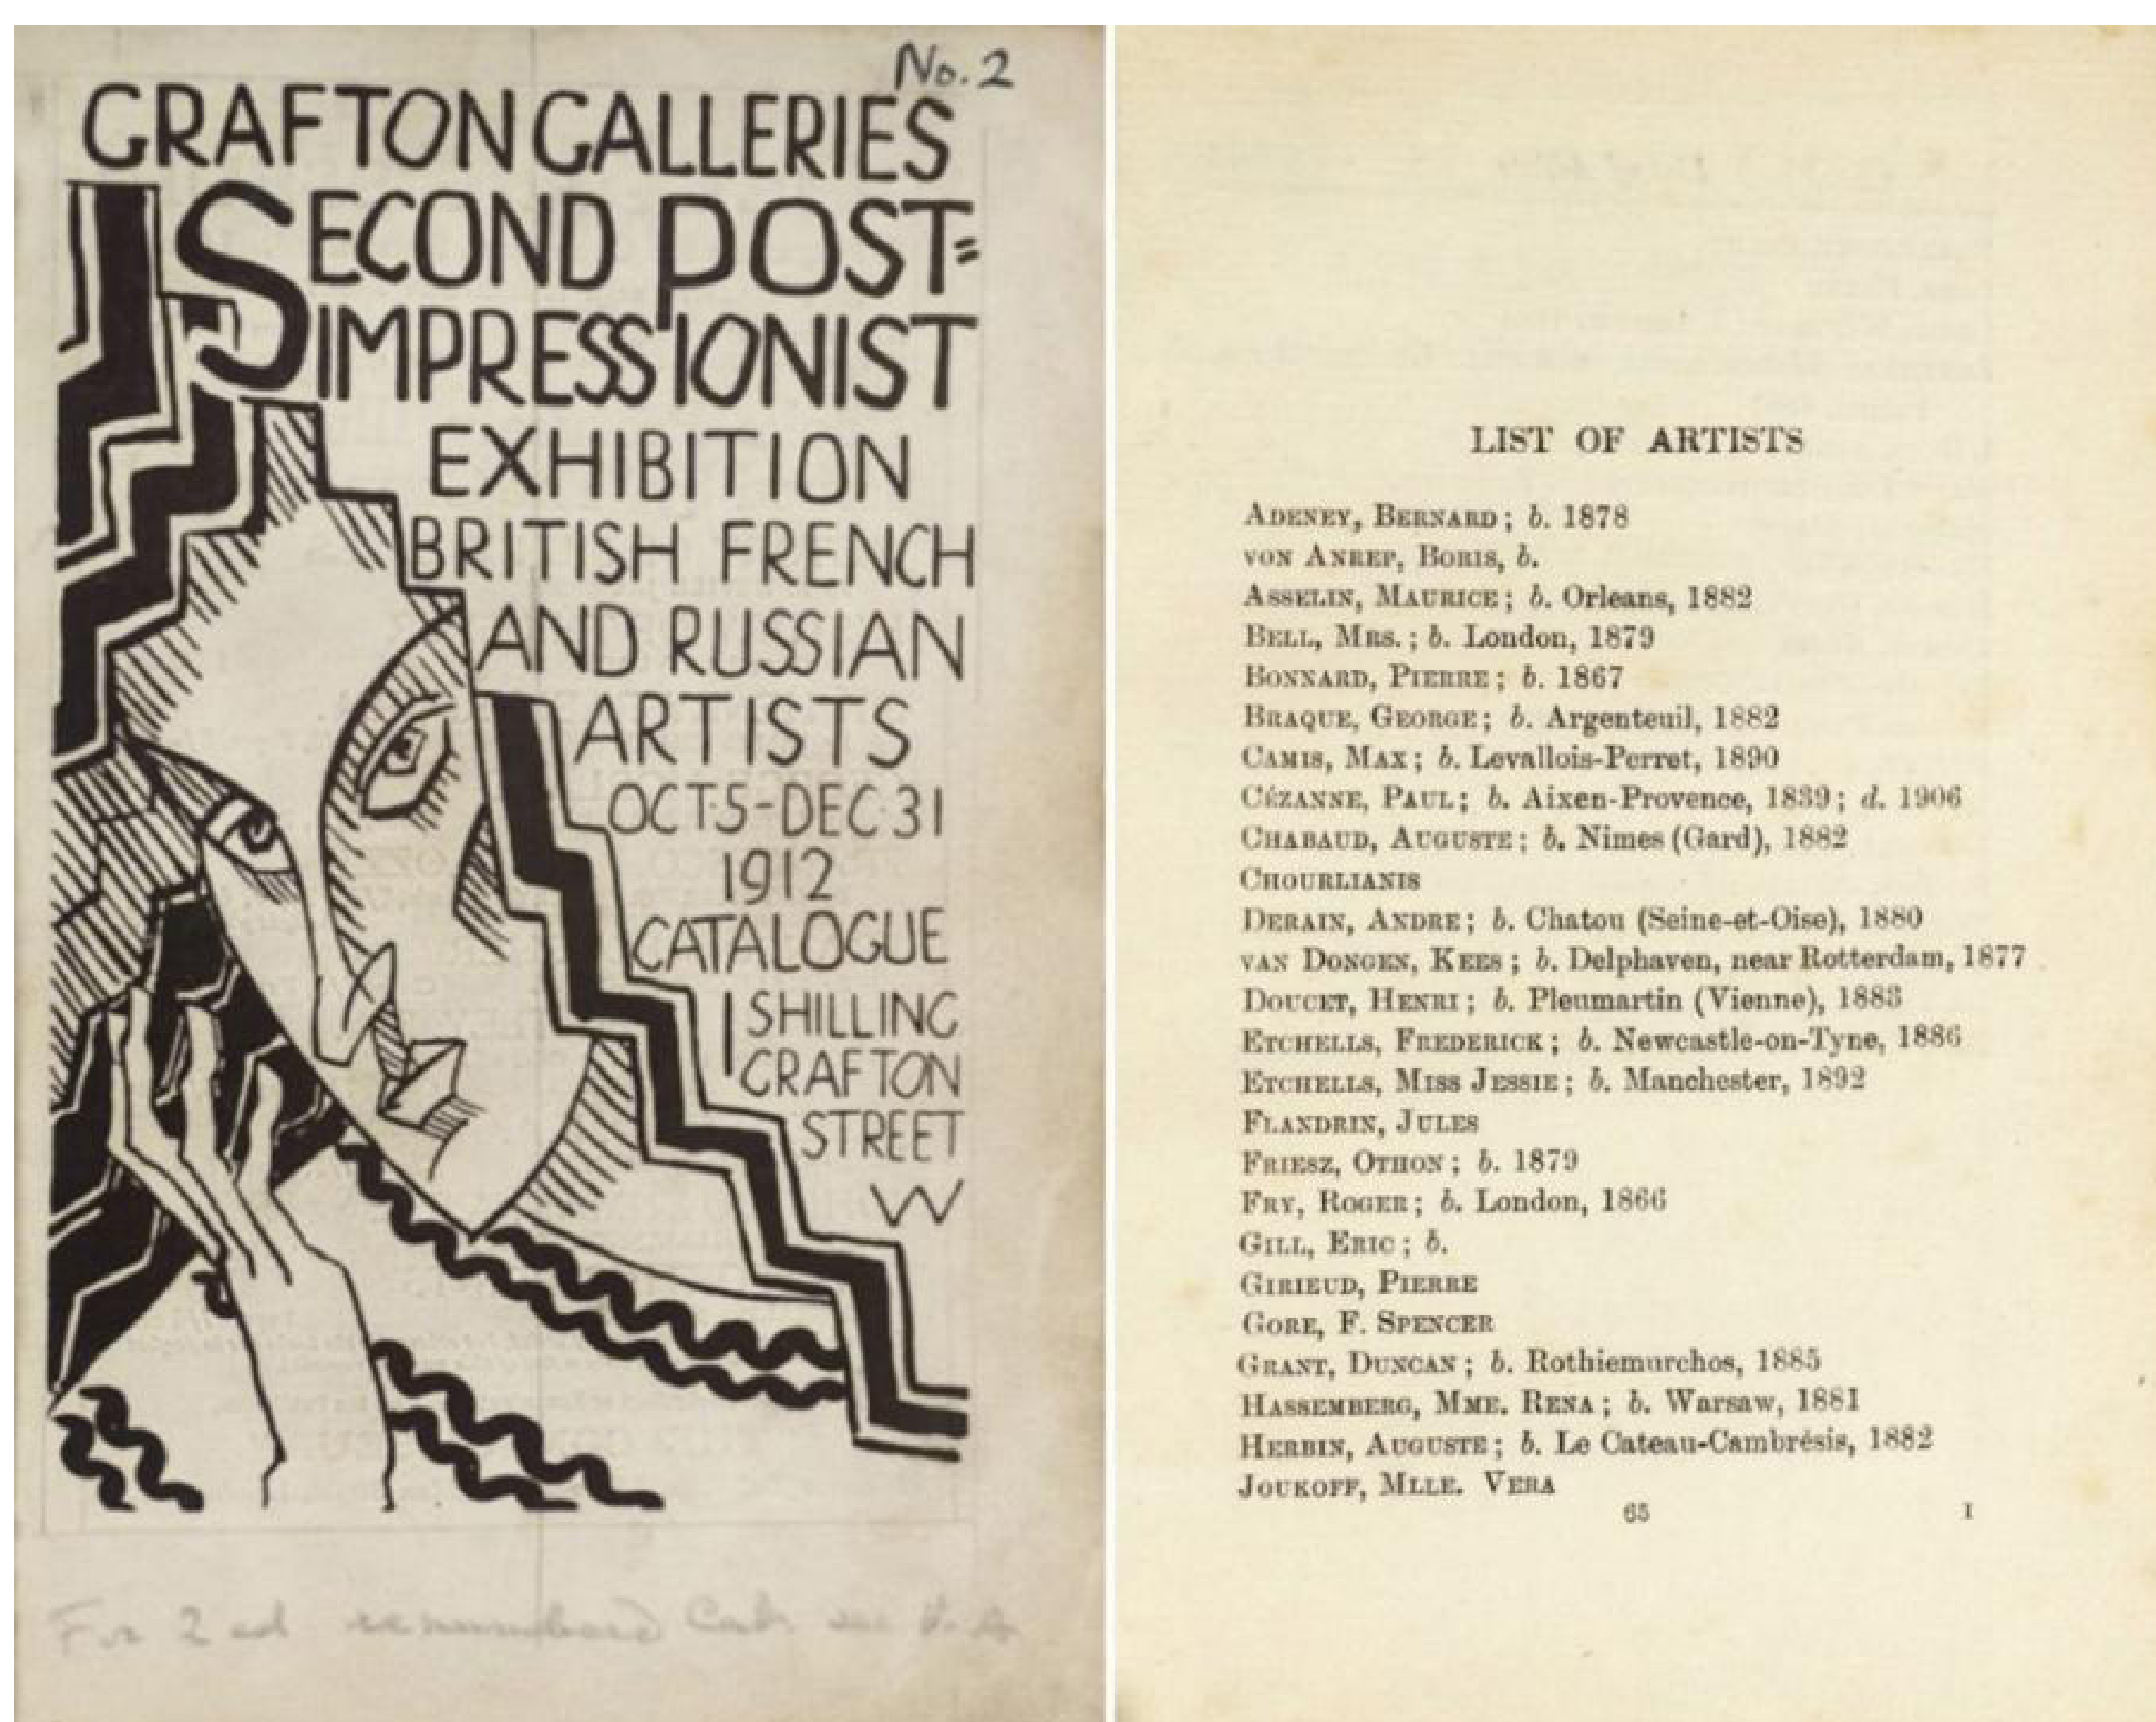 No. 2
GRAFTON GALLERIES
SECOND POST=
IMPRESSIONIST
EXHIBITION
BRITISH FRENCH
AND RUSSIAN
ARTISTS
OCT·5-DEC·31
1912
CATALOGUE
1 SHILLING
GRAFTON
STREET
W
For 2 ed renumbered Cat. see
LIST OF ARTISTS
ADENEY, BERNARD; b. 1878
VON ANREP, BORIS, b.
ASSELIN, MAURICE; b. Orleans, 1882
BELL, MRS.; b. London, 1879
BONNARD, PIERRE; b. 1867
BRAQUE, GEORGE; b. Argenteuil, 1882
CAMIS, MAX; b. Levallois-Perret, 1890
CÉZANNE, PAUL; b. Aixen-Provence, 1839; d. 1906
CHABAUD, AUGUSTE; b. Nimes (Gard), 1882
CHOURLIANIS
DERAIN, ANDRE; b. Chatou (Seine-et-Oise), 1880
VAN DONGEN, KEES; b. Delphaven, near Rotterdam, 1877
DOUCET, HENRI; b. Pleumartin (Vienne), 1883
ETCHELLS, FREDERICK; b. Newcastle-on-Tyne, 1886
ETCHELLS, MISS JESSIE; b. Manchester, 1892
FLANDRIN, JULES
FRIESZ, OTHON; b. 1879
FRY, ROGER; b. London, 1866
GILL, ERIC; b.
GIRIEUD, PIERRE
GORE, F. SPENCER
GRANT, DUNCAN; b. Rothiemurchos, 1885
HASSEMBERG, MME. RENA; b. Warsaw, 1881
HERBIN, AUGUSTE; b. Le Cateau-Cambrésis, 1882
JOUKOFF, MLLE. VERA
65 I